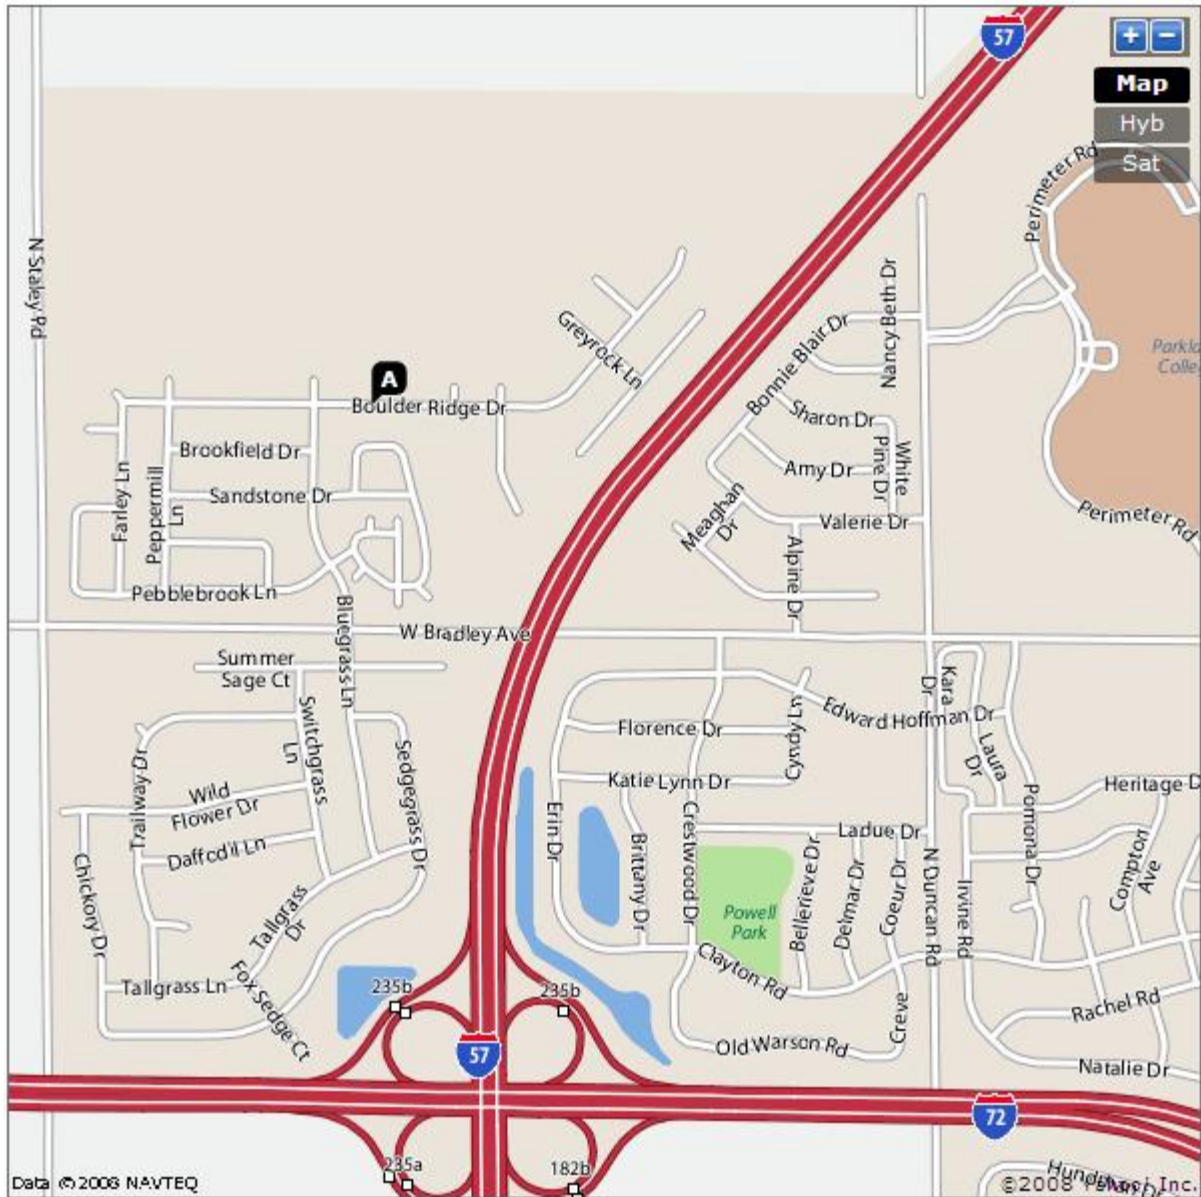 57
+
−
Map
Hyb
Sat
Perimeter Rd
N Staley Rd
Nancy Beth Dr
Greyrock Ln
Bonnie Blair Dr
A
Boulder Ridge Dr
Sharon Dr
Brookfield Dr
White
Pine Dr
Amy Dr
Sandstone Dr
Farley Ln
Peppermill
Ln
Meaghan
Dr
Valerie Dr
Perimeter Rd
Alpine Dr
Pebblebrook Ln
Bluegrass Ln
W Bradley Ave
Summer
Sage Ct
Kara
Dr
Switchgrass
Ln
Edward Hoffman Dr
Florence Dr
Cyndy Ln
Laura
Dr
Trailway Dr
Sedgegrass Dr
Katie Lynn Dr
Heritage D
Wild
Flower Dr
Erin Dr
Crestwood Dr
Pomona Dr
Ladue Dr
Daffodil Ln
Brittany Dr
Compton
Ave
Chickory Dr
Bellerieve Dr
Delmar Dr
Coeur Dr
N Duncan Rd
Irvine Rd
Tallgrass
Dr
Powell
Park
Clayton Rd
Tallgrass Ln
Fox Sedge Ct
235b
235b
Creve
Rachel Rd
Old Warson Rd
57
Natalie Dr
72
235a
182b
Data © 2008 NAVTEQ
©2008 Yahoo! Inc.